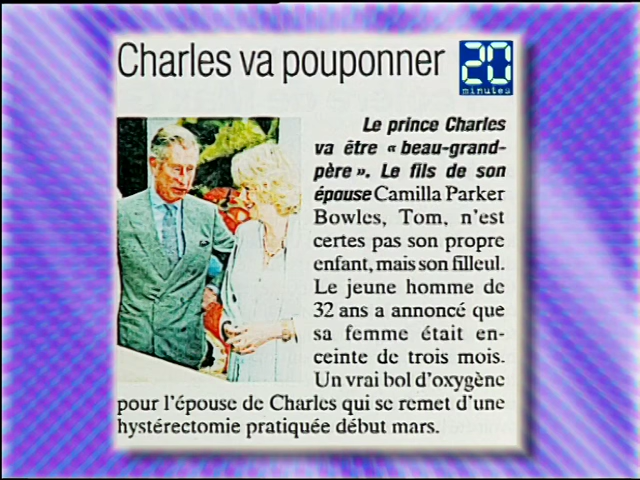 Charles va pouponner
20
minutes
Le prince Charles
va être « beau-grand-
père ». Le fils de son
épouse Camilla Parker
Bowles, Tom, n'est
certes pas son propre
enfant, mais son filleul.
Le jeune homme de
32 ans a annoncé que
sa femme était en-
ceinte de trois mois.
Un vrai bol d'oxygène
pour l'épouse de Charles qui se remet d'une
hystérectomie pratiquée début mars.